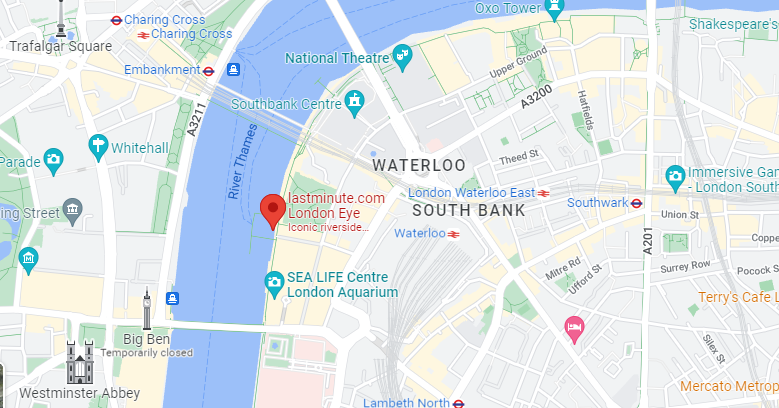 Charing Cross
Charing Cross
Trafalgar Square
Oxo Tower
Shakespeare's
National Theatre
Embankment
Upper Ground
Southbank Centre
A3211
A3200
Hatfields
Whitehall
River Thames
Parade
WATERLOO
Theed St
Immersive Gam
- London South
London Waterloo East
lastminute.com
London Eye
Iconic riverside...
ing Street
SOUTH BANK
Southwark
Union St
Waterloo
A201
Copp
Mitre Rd
Ufford St
Surrey Row
Pocock S
SEA LIFE Centre
London Aquarium
Terry's Cafe L
Big Ben
Temporarily closed
Silex St
Westminster Abbey
Mercato Metrop
Lambeth North